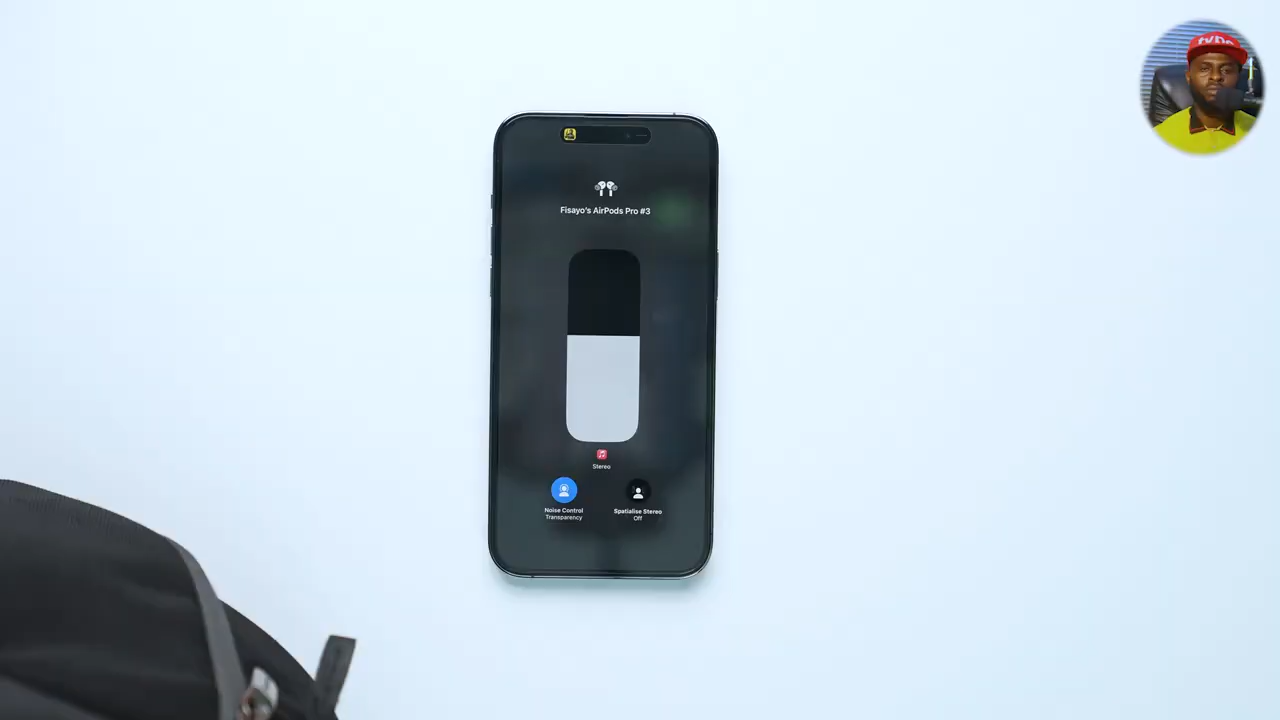 Fisayo's AirPods Pro #3
Stereo
Noise Control
Transparency
Spatialise Stereo
Off